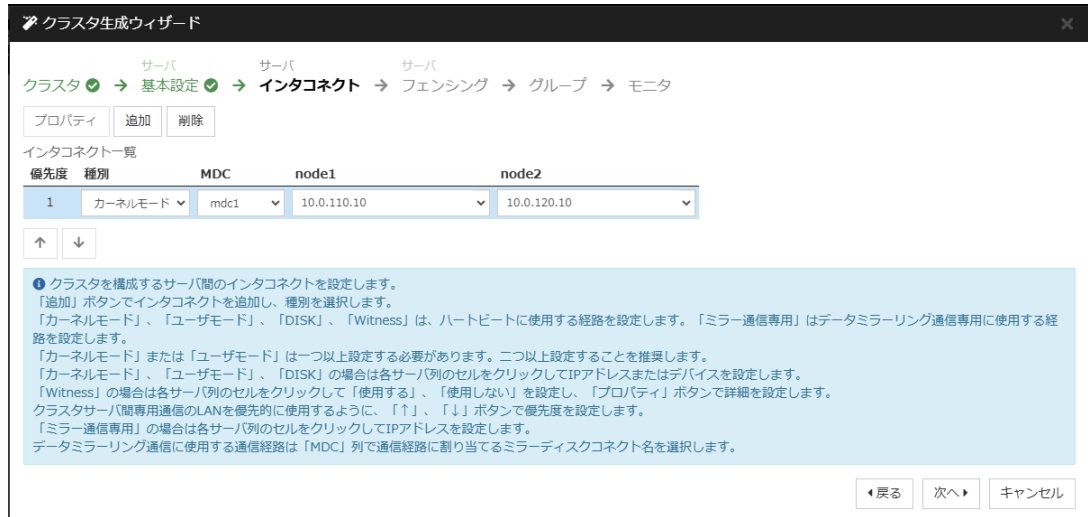 クラスタ生成ウィザード
サーバ サーバ サーバ
クラスタ → 基本設定 → インタコネクト → フェンシング → グループ → モニタ
プロパティ 追加 削除
インタコネクト一覧
優先度 種別 MDC node1 node2
1 カーネルモード mdc1 10.0.110.10 10.0.120.10
↑ ↓
クラスタを構成するサーバ間のインタコネクトを設定します。
「追加」ボタンでインタコネクトを追加し、種別を選択します。
「カーネルモード」、「ユーザモード」、「DISK」、「Witness」は、ハートビートに使用する経路を設定します。「ミラー通信専用」はデータミラーリング通信専用に使用する経
路を設定します。
「カーネルモード」または「ユーザモード」は一つ以上設定する必要があります。二つ以上設定することを推奨します。
「カーネルモード」、「ユーザモード」、「DISK」の場合は各サーバ列のセルをクリックしてIPアドレスまたはデバイスを設定します。
「Witness」の場合は各サーバ列のセルをクリックして「使用する」、「使用しない」を設定し、「プロパティ」ボタンで詳細を設定します。
クラスタサーバ間専用通信のLANを優先的に使用するように、「↑」、「↓」ボタンで優先度を設定します。
「ミラー通信専用」の場合は各サーバ列のセルをクリックしてIPアドレスを設定します。
データミラーリング通信に使用する通信経路は「MDC」列で通信経路に割り当てるミラーディスクコネクト名を選択します。
戻る 次へ キャンセル